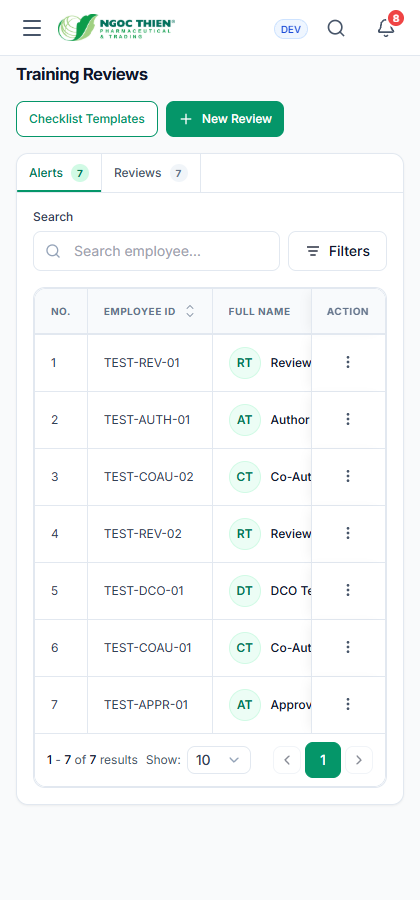 NGOC THIEN®
PHARMACEUTICAL
& TRADING
DEV
8
Training Reviews
Checklist Templates
New Review
Alerts 7
Reviews 7
Search
Search employee...
Filters
NO. EMPLOYEE ID FULL NAME ACTION
1 TEST-REV-01 RT Review
2 TEST-AUTH-01 AT Author
3 TEST-COAU-02 CT Co-Aut
4 TEST-REV-02 RT Review
5 TEST-DCO-01 DT DCO Te
6 TEST-COAU-01 CT Co-Aut
7 TEST-APPR-01 AT Approv
1 - 7 of 7 results Show: 10 1